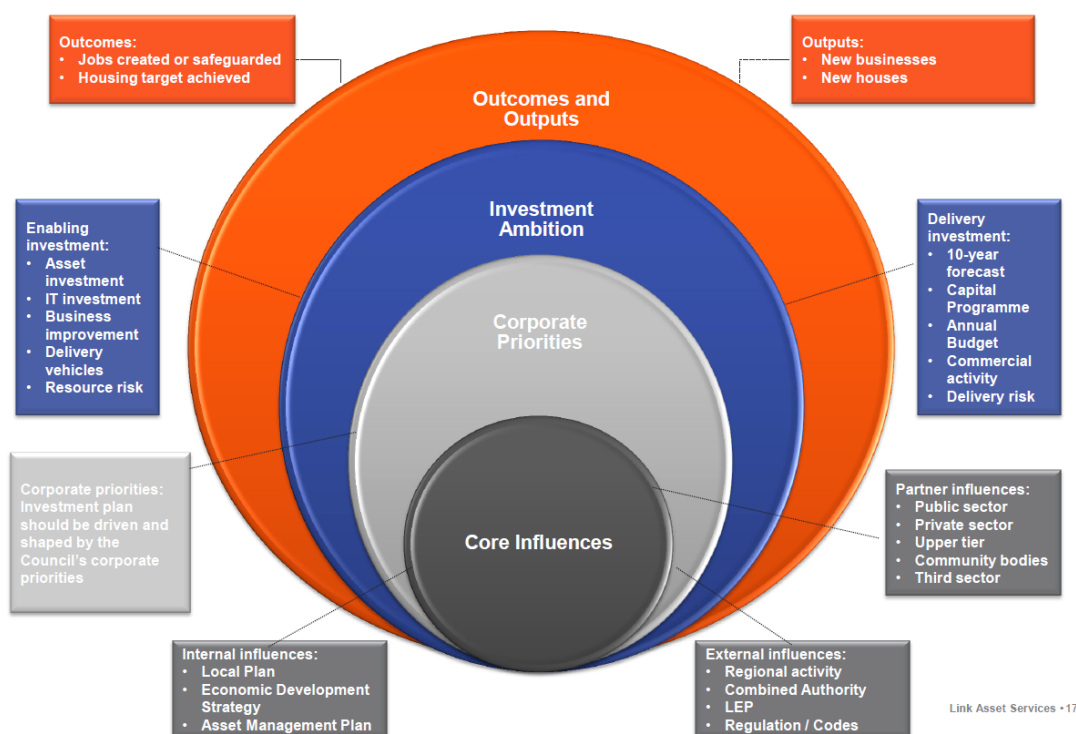 Outcomes:
• Jobs created or safeguarded
• Housing target achieved
Outputs:
• New businesses
• New houses
Outcomes and
Outputs
Investment
Ambition
Enabling
investment:
• Asset
investment
• IT investment
• Business
improvement
• Delivery
vehicles
• Resource risk
Delivery
investment:
• 10-year
forecast
• Capital
Programme
• Annual
Budget
• Commercial
activity
• Delivery risk
Corporate
Priorities
Corporate priorities:
Investment plan
should be driven and
shaped by the
Council's corporate
priorities
Core Influences
Partner influences:
• Public sector
• Private sector
• Upper tier
• Community bodies
• Third sector
Internal influences:
• Local Plan
• Economic Development
Strategy
• Asset Management Plan
External influences:
• Regional activity
• Combined Authority
• LEP
• Regulation / Codes
Link Asset Services • 17